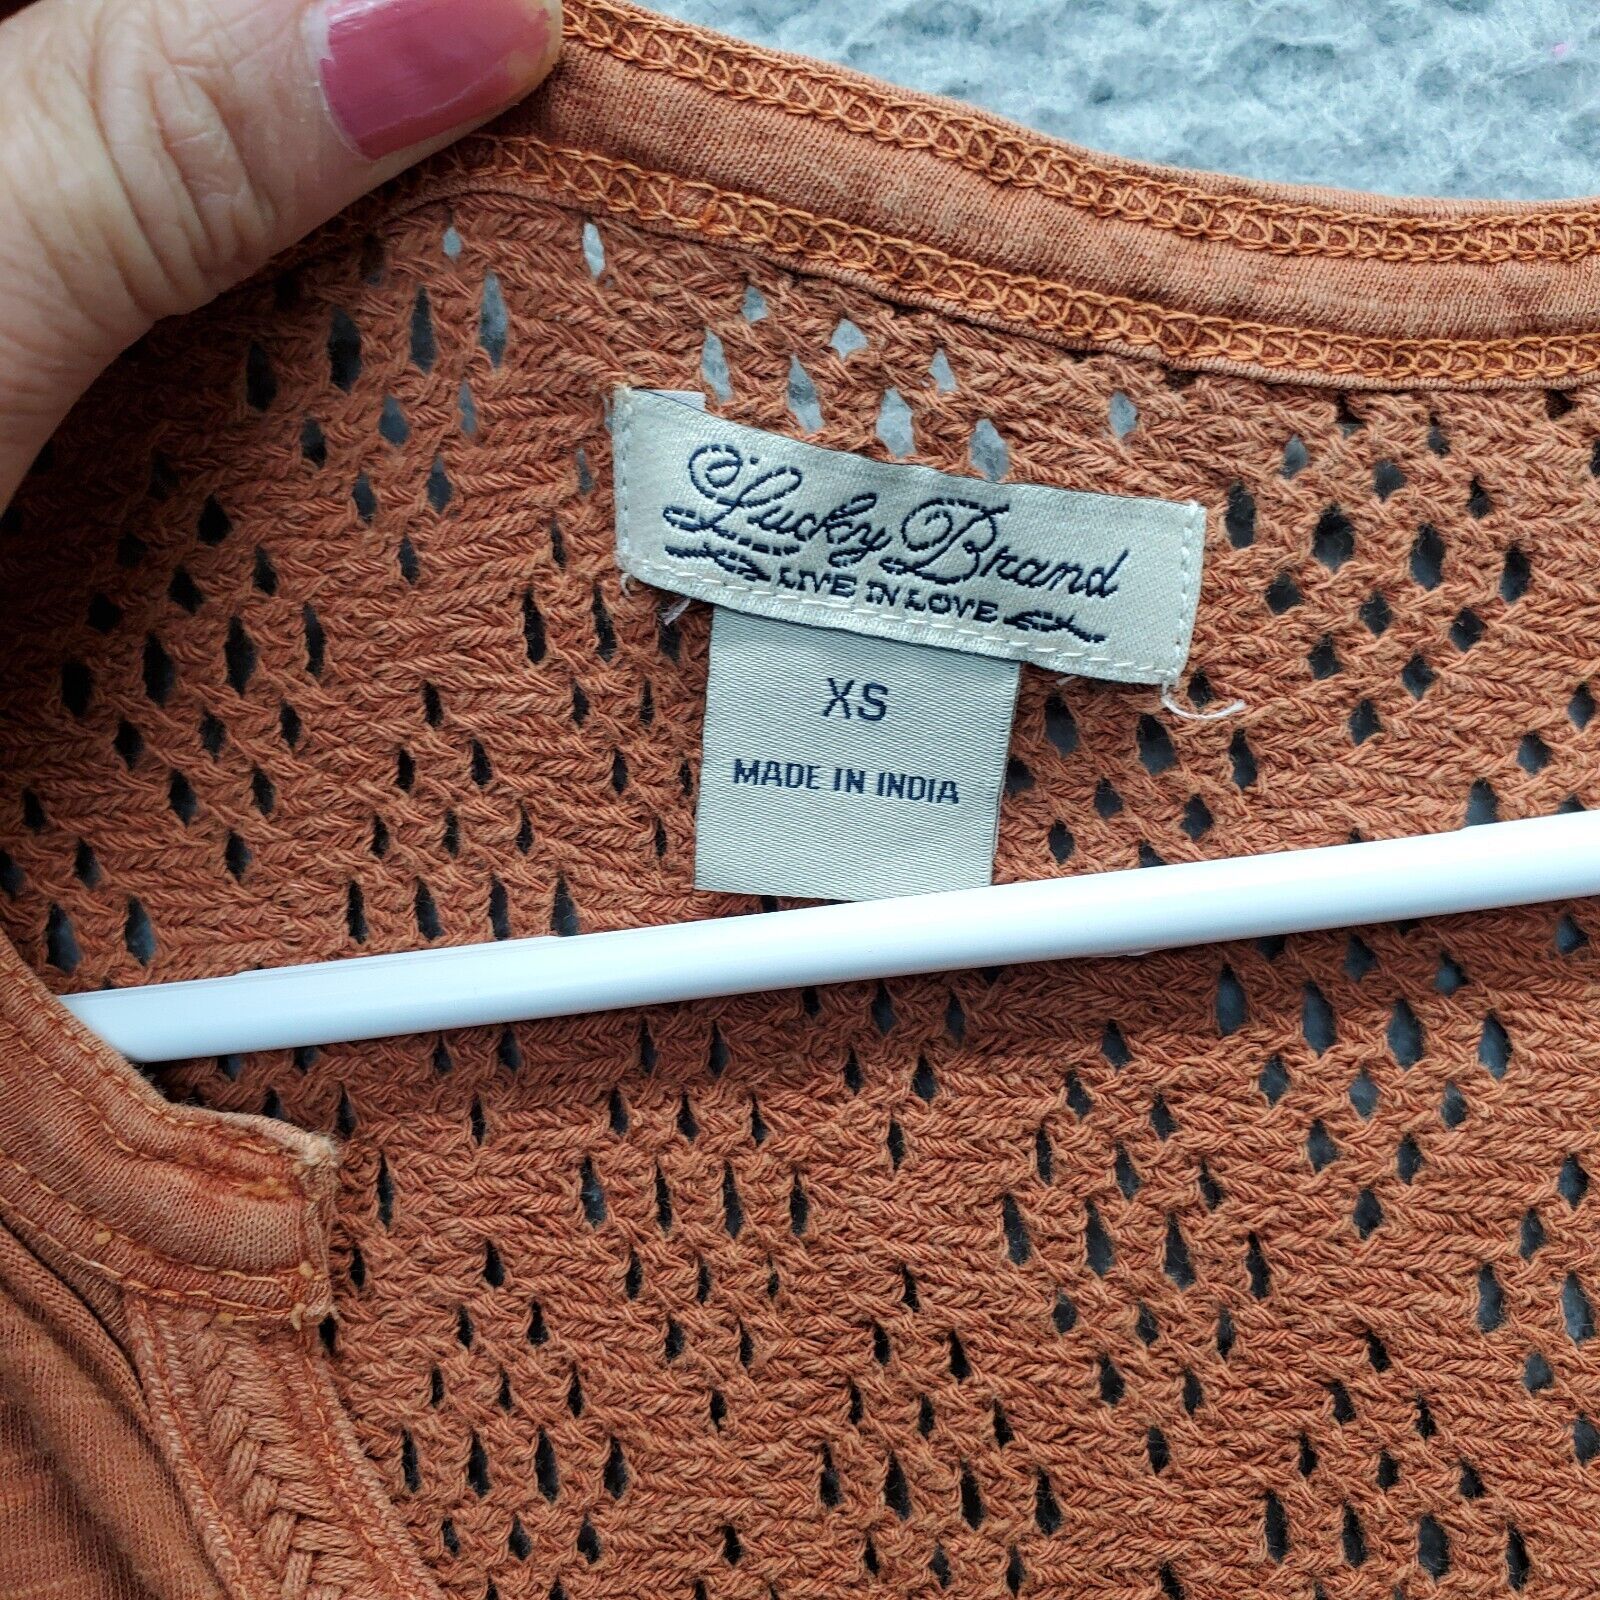 Lucky Brand
LIVE IN LOVE
XS
MADE IN INDIA